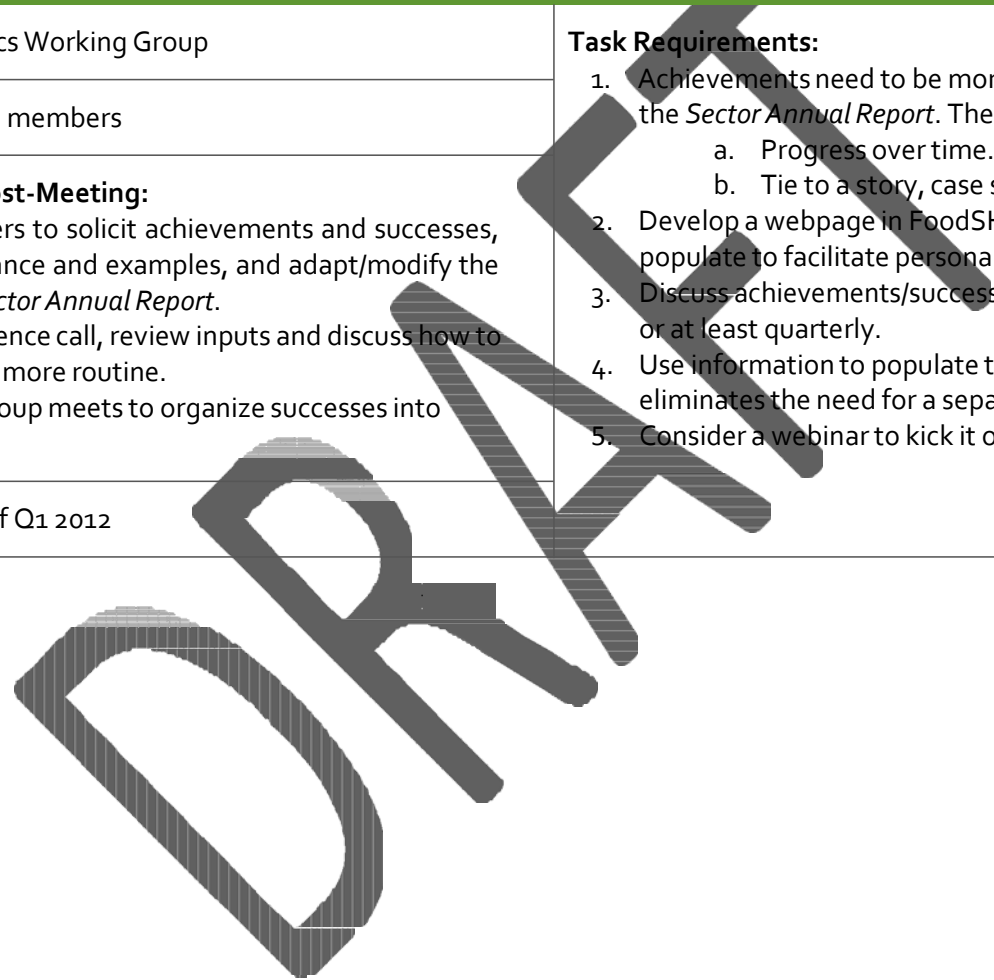 cs Working Group
members
ost-Meeting:
ers to solicit achievements and successes,
ance and examples, and adapt/modify the
ctor Annual Report.
ence call, review inputs and discuss how to
more routine.
oup meets to organize successes into
f Q1 2012
Task Requirements:
1. Achievements need to be mor
the Sector Annual Report. The
a. Progress over time.
b. Tie to a story, case s
2. Develop a webpage in FoodSH
populate to facilitate persona
3. Discuss achievements/success
or at least quarterly.
4. Use information to populate t
eliminates the need for a sepa
5. Consider a webinar to kick it o
DRAFT